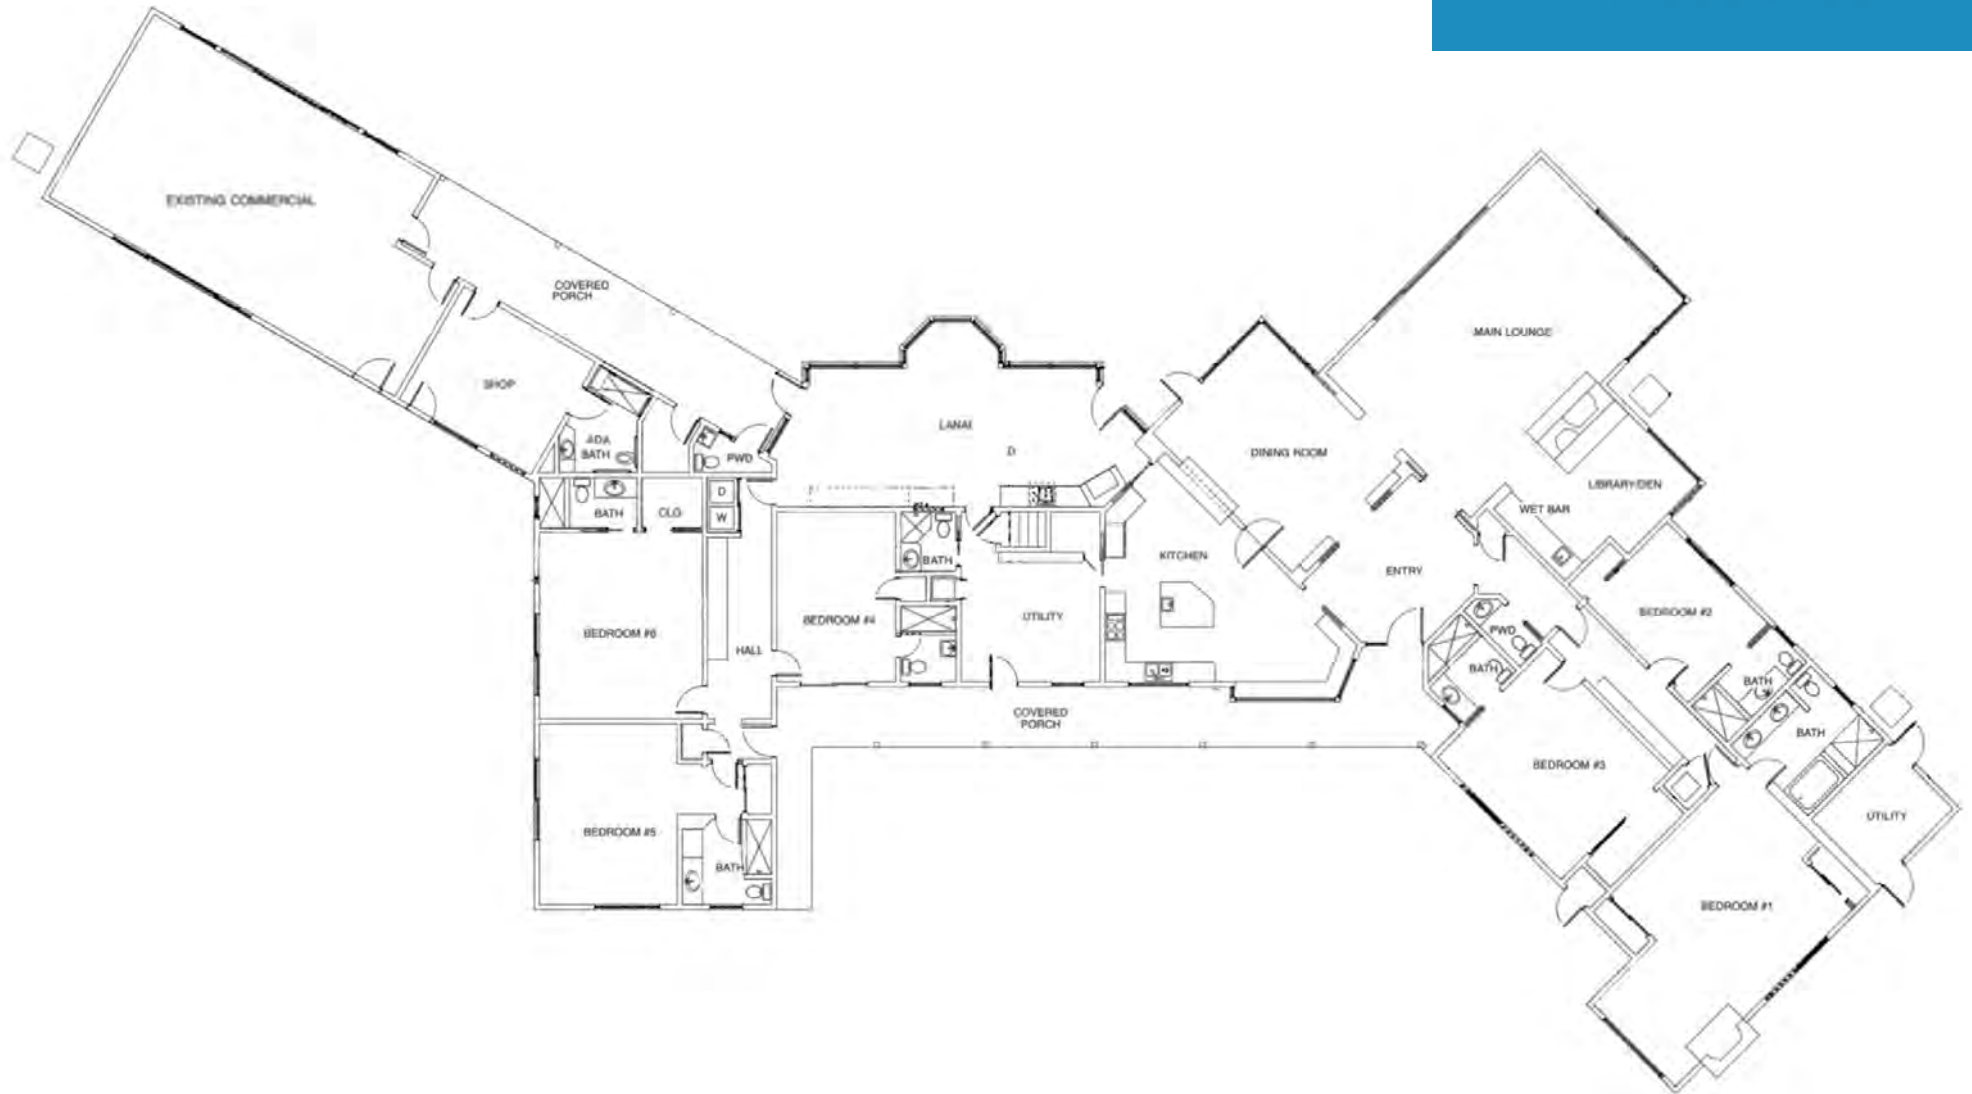 EXISTING COMMERCIAL
COVERED
PORCH
SHOP
ADA
BATH
PWD
LANAI
D.
DINING ROOM
MAIN LOUNGE
LIBRARY/DEN
WET BAR
BATH
CLG
D
W
BATH
KITCHEN
ENTRY
BEDROOM #6
HALL
BEDROOM #4
UTILITY
BEDROOM #2
PWD
BATH
BATH
COVERED
PORCH
BATH
BEDROOM #3
UTILITY
BEDROOM #5
BATH
BEDROOM #1